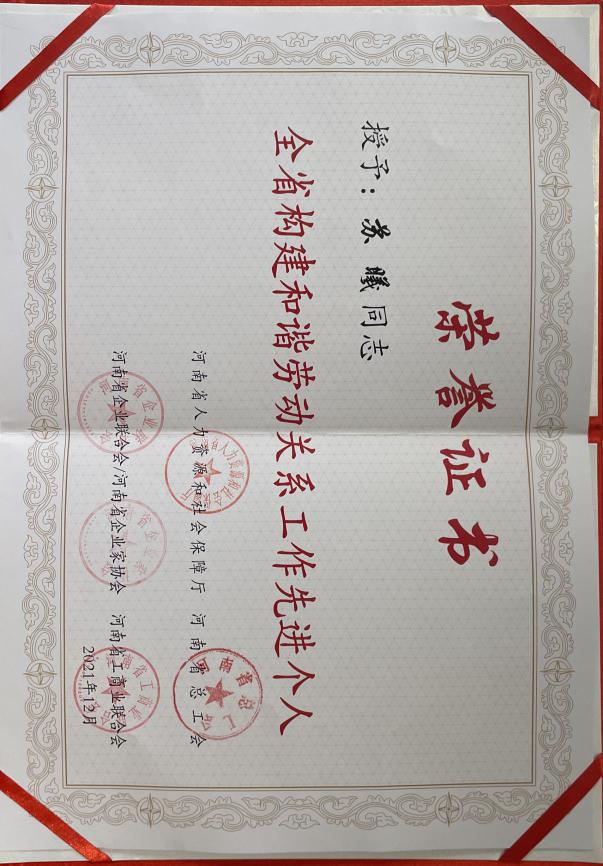 荣誉证书
授予：苏曦同志
全省构建和谐劳动关系工作先进个人
河南省人力资源和社会保障厅 河南省总工会
河南省企业联合会/河南省企业家协会 河南省工商业联合会
2021年12月